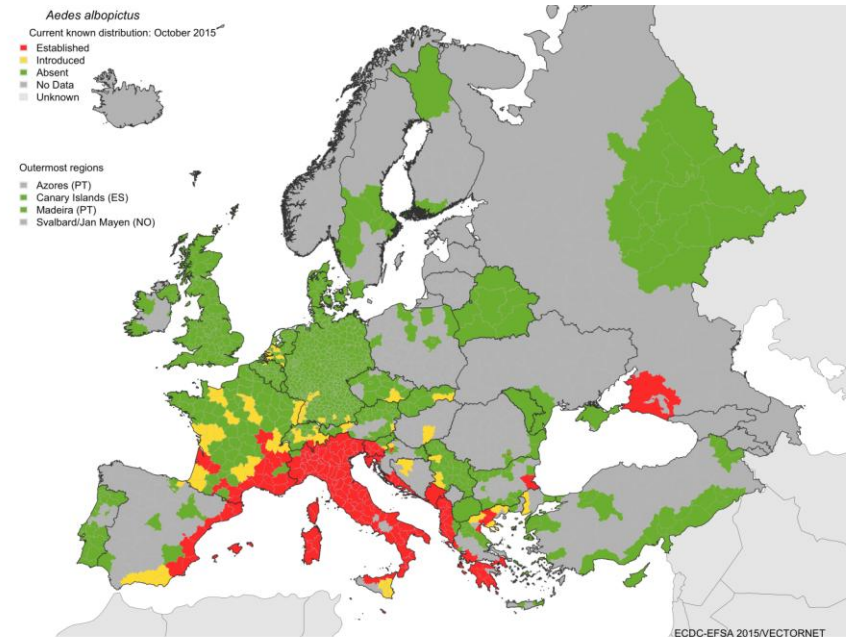 Aedes albopictus
Current known distribution: October 2015
Established
Introduced
Absent
No Data
Unknown
Outermost regions
Azores (PT)
Canary Islands (ES)
Madeira (PT)
Svalbard/Jan Mayen (NO)
ECDC-EFSA 2015/VECTORNET